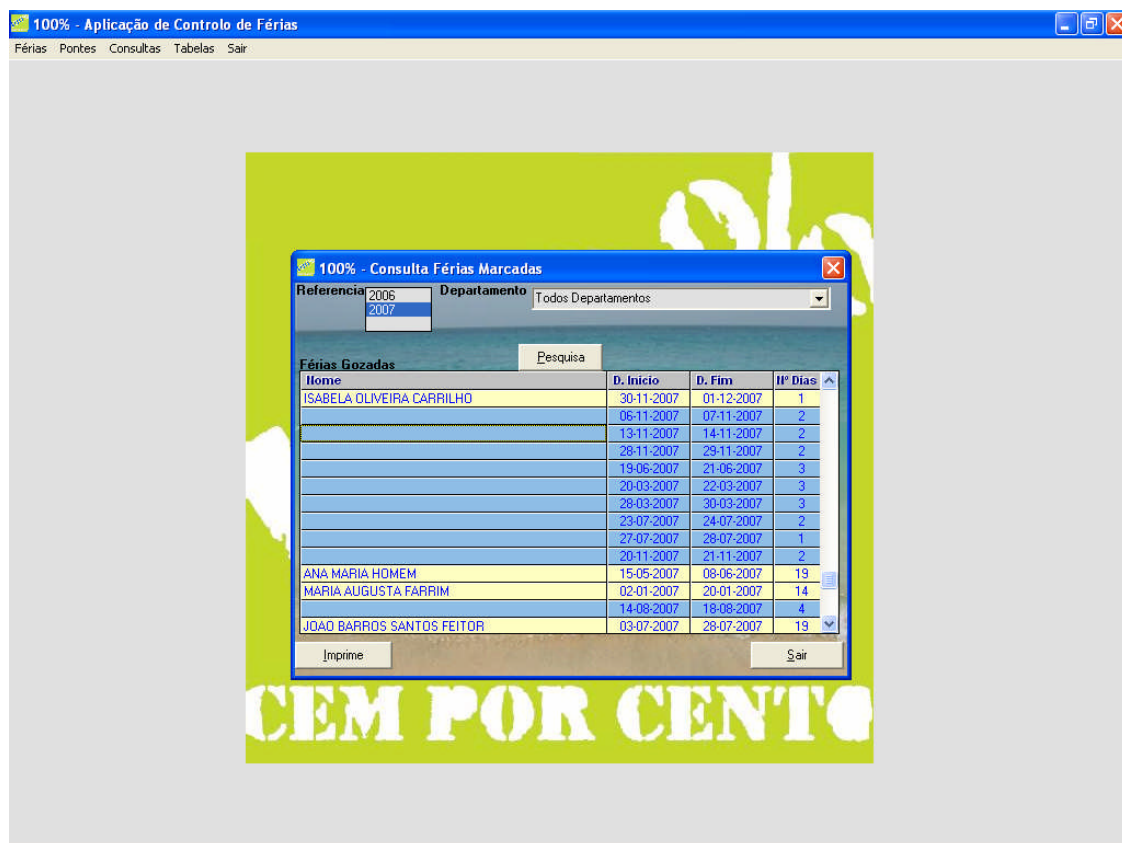 100% - Aplicação de Controlo de Férias
Férias Pontes Consultas Tabelas Sair
100% - Consulta Férias Marcadas
Referencia 2006 Departamento Todos Departamentos
2007
Pesquisa
Férias Gozadas
Nome D. Inicio D. Fim Nº Dias
ISABELA OLIVEIRA CARRILHO 30-11-2007 01-12-2007 1
06-11-2007 07-11-2007 2
13-11-2007 14-11-2007 2
28-11-2007 29-11-2007 2
19-06-2007 21-06-2007 3
20-03-2007 22-03-2007 3
28-03-2007 30-03-2007 3
23-07-2007 24-07-2007 2
27-07-2007 28-07-2007 1
20-11-2007 21-11-2007 2
ANA MARIA HOMEM 15-05-2007 08-06-2007 19
MARIA AUGUSTA FARRIM 02-01-2007 20-01-2007 14
14-08-2007 18-08-2007 4
JOAO BARROS SANTOS FEITOR 03-07-2007 28-07-2007 19
Imprime Sair
CEM POR CENTO